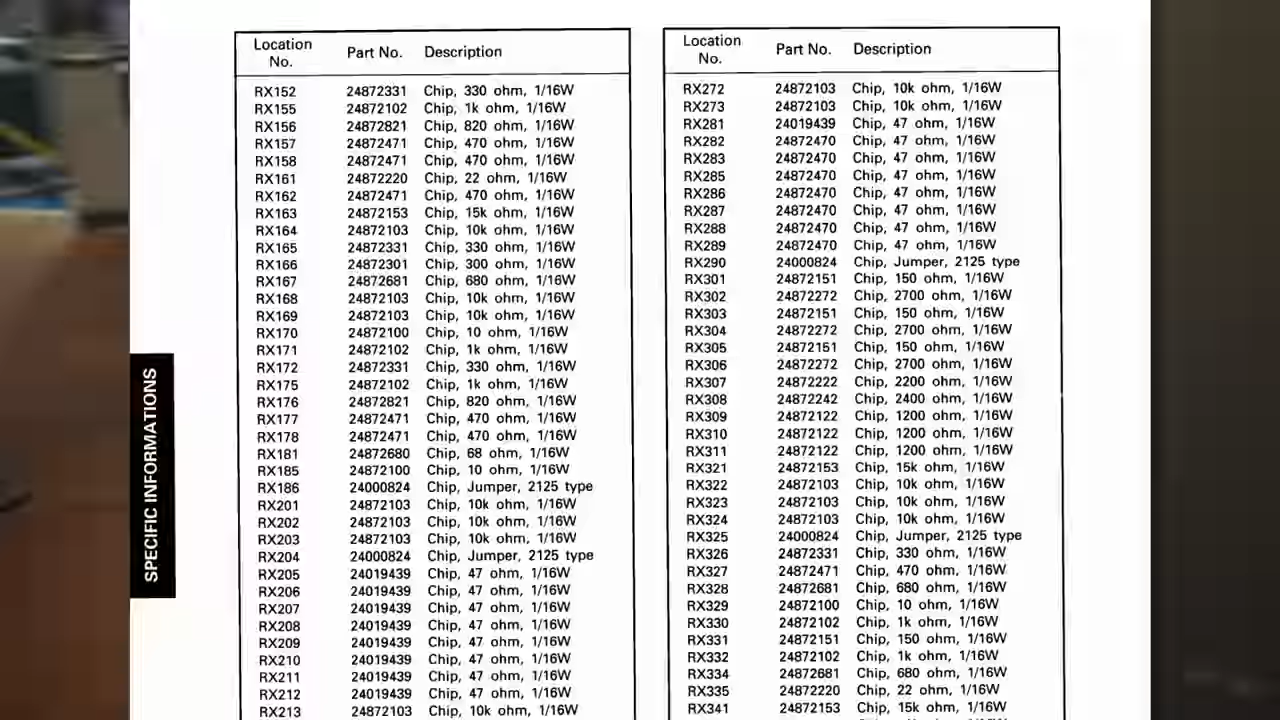 Location No. Part No. Description
RX152 24872331 Chip, 330 ohm, 1/16W
RX155 24872102 Chip, 1k ohm, 1/16W
RX156 24872821 Chip, 820 ohm, 1/16W
RX157 24872471 Chip, 470 ohm, 1/16W
RX158 24872471 Chip, 470 ohm, 1/16W
RX161 24872220 Chip, 22 ohm, 1/16W
RX162 24872471 Chip, 470 ohm, 1/16W
RX163 24872153 Chip, 15k ohm, 1/16W
RX164 24872103 Chip, 10k ohm, 1/16W
RX165 24872331 Chip, 330 ohm, 1/16W
RX166 24872301 Chip, 300 ohm, 1/16W
RX167 24872681 Chip, 680 ohm, 1/16W
RX168 24872103 Chip, 10k ohm, 1/16W
RX169 24872103 Chip, 10k ohm, 1/16W
RX170 24872100 Chip, 10 ohm, 1/16W
RX171 24872102 Chip, 1k ohm, 1/16W
RX172 24872331 Chip, 330 ohm, 1/16W
RX175 24872102 Chip, 1k ohm, 1/16W
RX176 24872821 Chip, 820 ohm, 1/16W
RX177 24872471 Chip, 470 ohm, 1/16W
RX178 24872471 Chip, 470 ohm, 1/16W
RX181 24872680 Chip, 68 ohm, 1/16W
RX185 24872100 Chip, 10 ohm, 1/16W
RX186 24000824 Chip, Jumper, 2125 type
RX201 24872103 Chip, 10k ohm, 1/16W
RX202 24872103 Chip, 10k ohm, 1/16W
RX203 24872103 Chip, 10k ohm, 1/16W
RX204 24000824 Chip, Jumper, 2125 type
RX205 24019439 Chip, 47 ohm, 1/16W
RX206 24019439 Chip, 47 ohm, 1/16W
RX207 24019439 Chip, 47 ohm, 1/16W
RX208 24019439 Chip, 47 ohm, 1/16W
RX209 24019439 Chip, 47 ohm, 1/16W
RX210 24019439 Chip, 47 ohm, 1/16W
RX211 24019439 Chip, 47 ohm, 1/16W
RX212 24019439 Chip, 47 ohm, 1/16W
RX213 24872103 Chip, 10k ohm, 1/16W
Location No. Part No. Description
RX272 24872103 Chip, 10k ohm, 1/16W
RX273 24872103 Chip, 10k ohm, 1/16W
RX281 24019439 Chip, 47 ohm, 1/16W
RX282 24872470 Chip, 47 ohm, 1/16W
RX283 24872470 Chip, 47 ohm, 1/16W
RX285 24872470 Chip, 47 ohm, 1/16W
RX286 24872470 Chip, 47 ohm, 1/16W
RX287 24872470 Chip, 47 ohm, 1/16W
RX288 24872470 Chip, 47 ohm, 1/16W
RX289 24872470 Chip, 47 ohm, 1/16W
RX290 24000824 Chip, Jumper, 2125 type
RX301 24872151 Chip, 150 ohm, 1/16W
RX302 24872272 Chip, 2700 ohm, 1/16W
RX303 24872151 Chip, 150 ohm, 1/16W
RX304 24872272 Chip, 2700 ohm, 1/16W
RX305 24872151 Chip, 150 ohm, 1/16W
RX306 24872272 Chip, 2700 ohm, 1/16W
RX307 24872222 Chip, 2200 ohm, 1/16W
RX308 24872242 Chip, 2400 ohm, 1/16W
RX309 24872122 Chip, 1200 ohm, 1/16W
RX310 24872122 Chip, 1200 ohm, 1/16W
RX311 24872122 Chip, 1200 ohm, 1/16W
RX321 24872153 Chip, 15k ohm, 1/16W
RX322 24872103 Chip, 10k ohm, 1/16W
RX323 24872103 Chip, 10k ohm, 1/16W
RX324 24872103 Chip, 10k ohm, 1/16W
RX325 24000824 Chip, Jumper, 2125 type
RX326 24872331 Chip, 330 ohm, 1/16W
RX327 24872471 Chip, 470 ohm, 1/16W
RX328 24872681 Chip, 680 ohm, 1/16W
RX329 24872100 Chip, 10 ohm, 1/16W
RX330 24872102 Chip, 1k ohm, 1/16W
RX331 24872151 Chip, 150 ohm, 1/16W
RX332 24872102 Chip, 1k ohm, 1/16W
RX334 24872681 Chip, 680 ohm, 1/16W
RX335 24872220 Chip, 22 ohm, 1/16W
RX341 24872153 Chip, 15k ohm, 1/16W
SPECIFIC INFORMATIONS